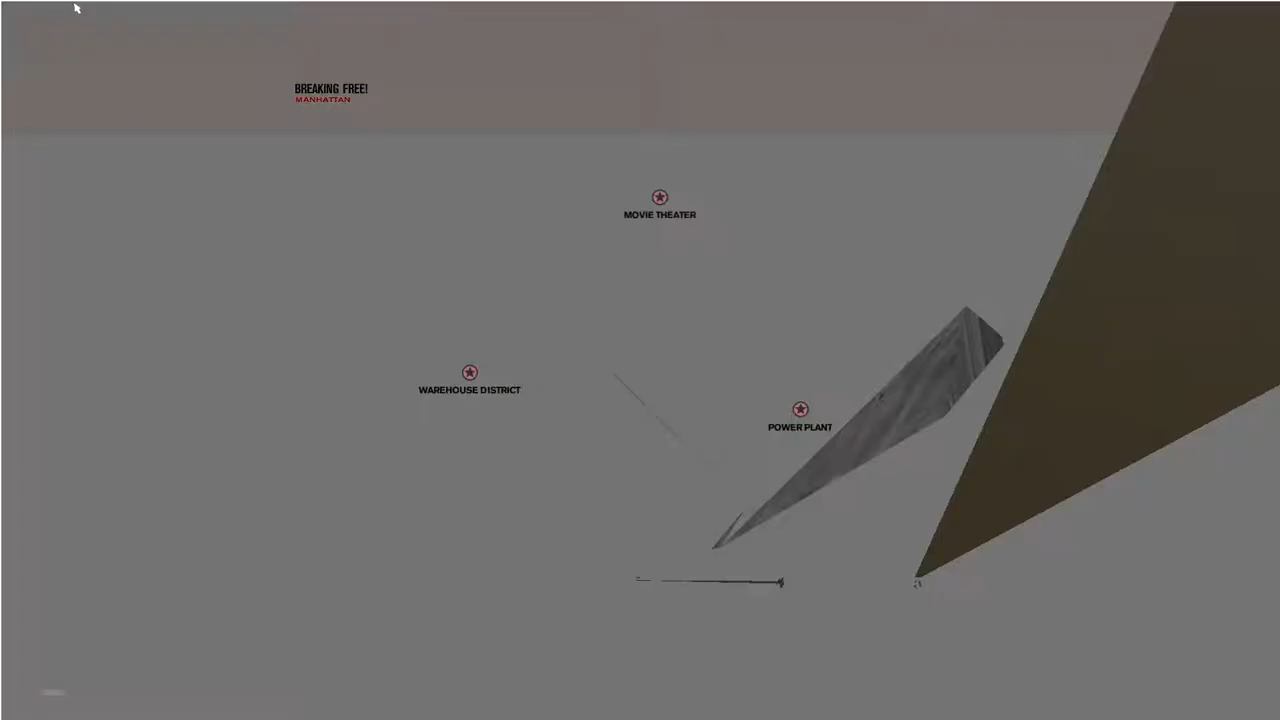 BREAKING FREE!
MANHATTAN
MOVIE THEATER
WAREHOUSE DISTRICT
POWER PLANT